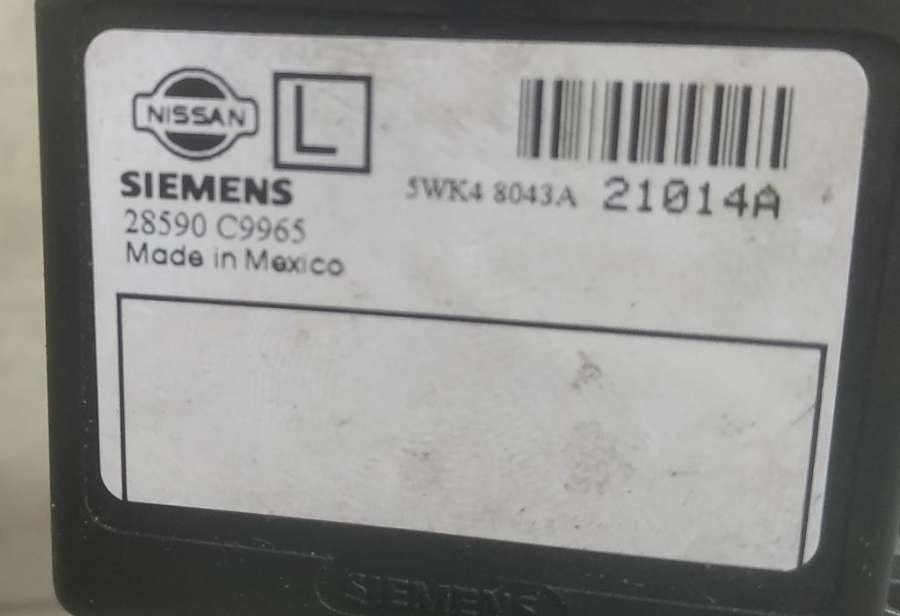 NISSAN
L
SIEMENS
5WK4 8043A 21014A
28590 C9965
Made in Mexico
SIEMENS